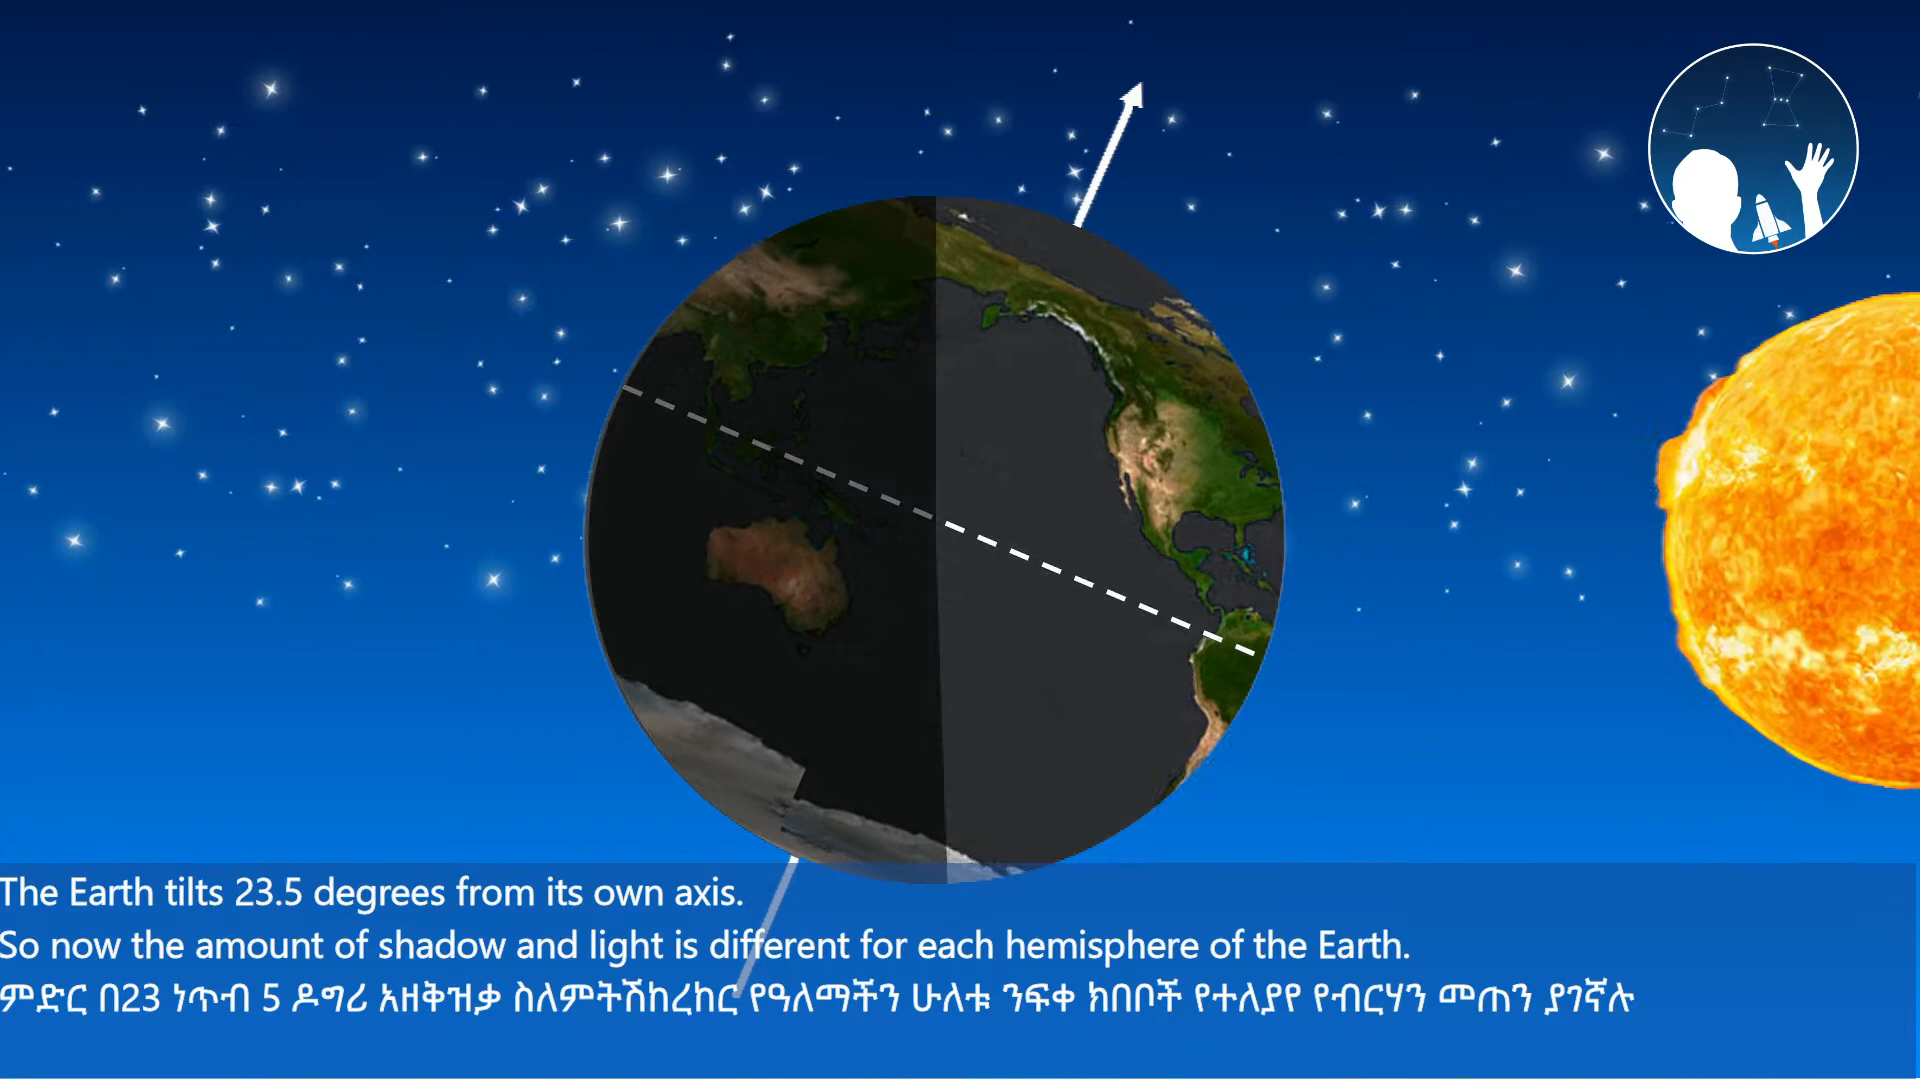 The Earth tilts 23.5 degrees from its own axis.
So now the amount of shadow and light is different for each hemisphere of the Earth.
ምድር በ23 ነጥብ 5 ዶግሪ አዘቅዝቃ ስለምትሽከረከር የዓለማችን ሁለቱ ንፍቀ ክበቦች የተለያየ የብርሃን መጠን ያገኛሉ